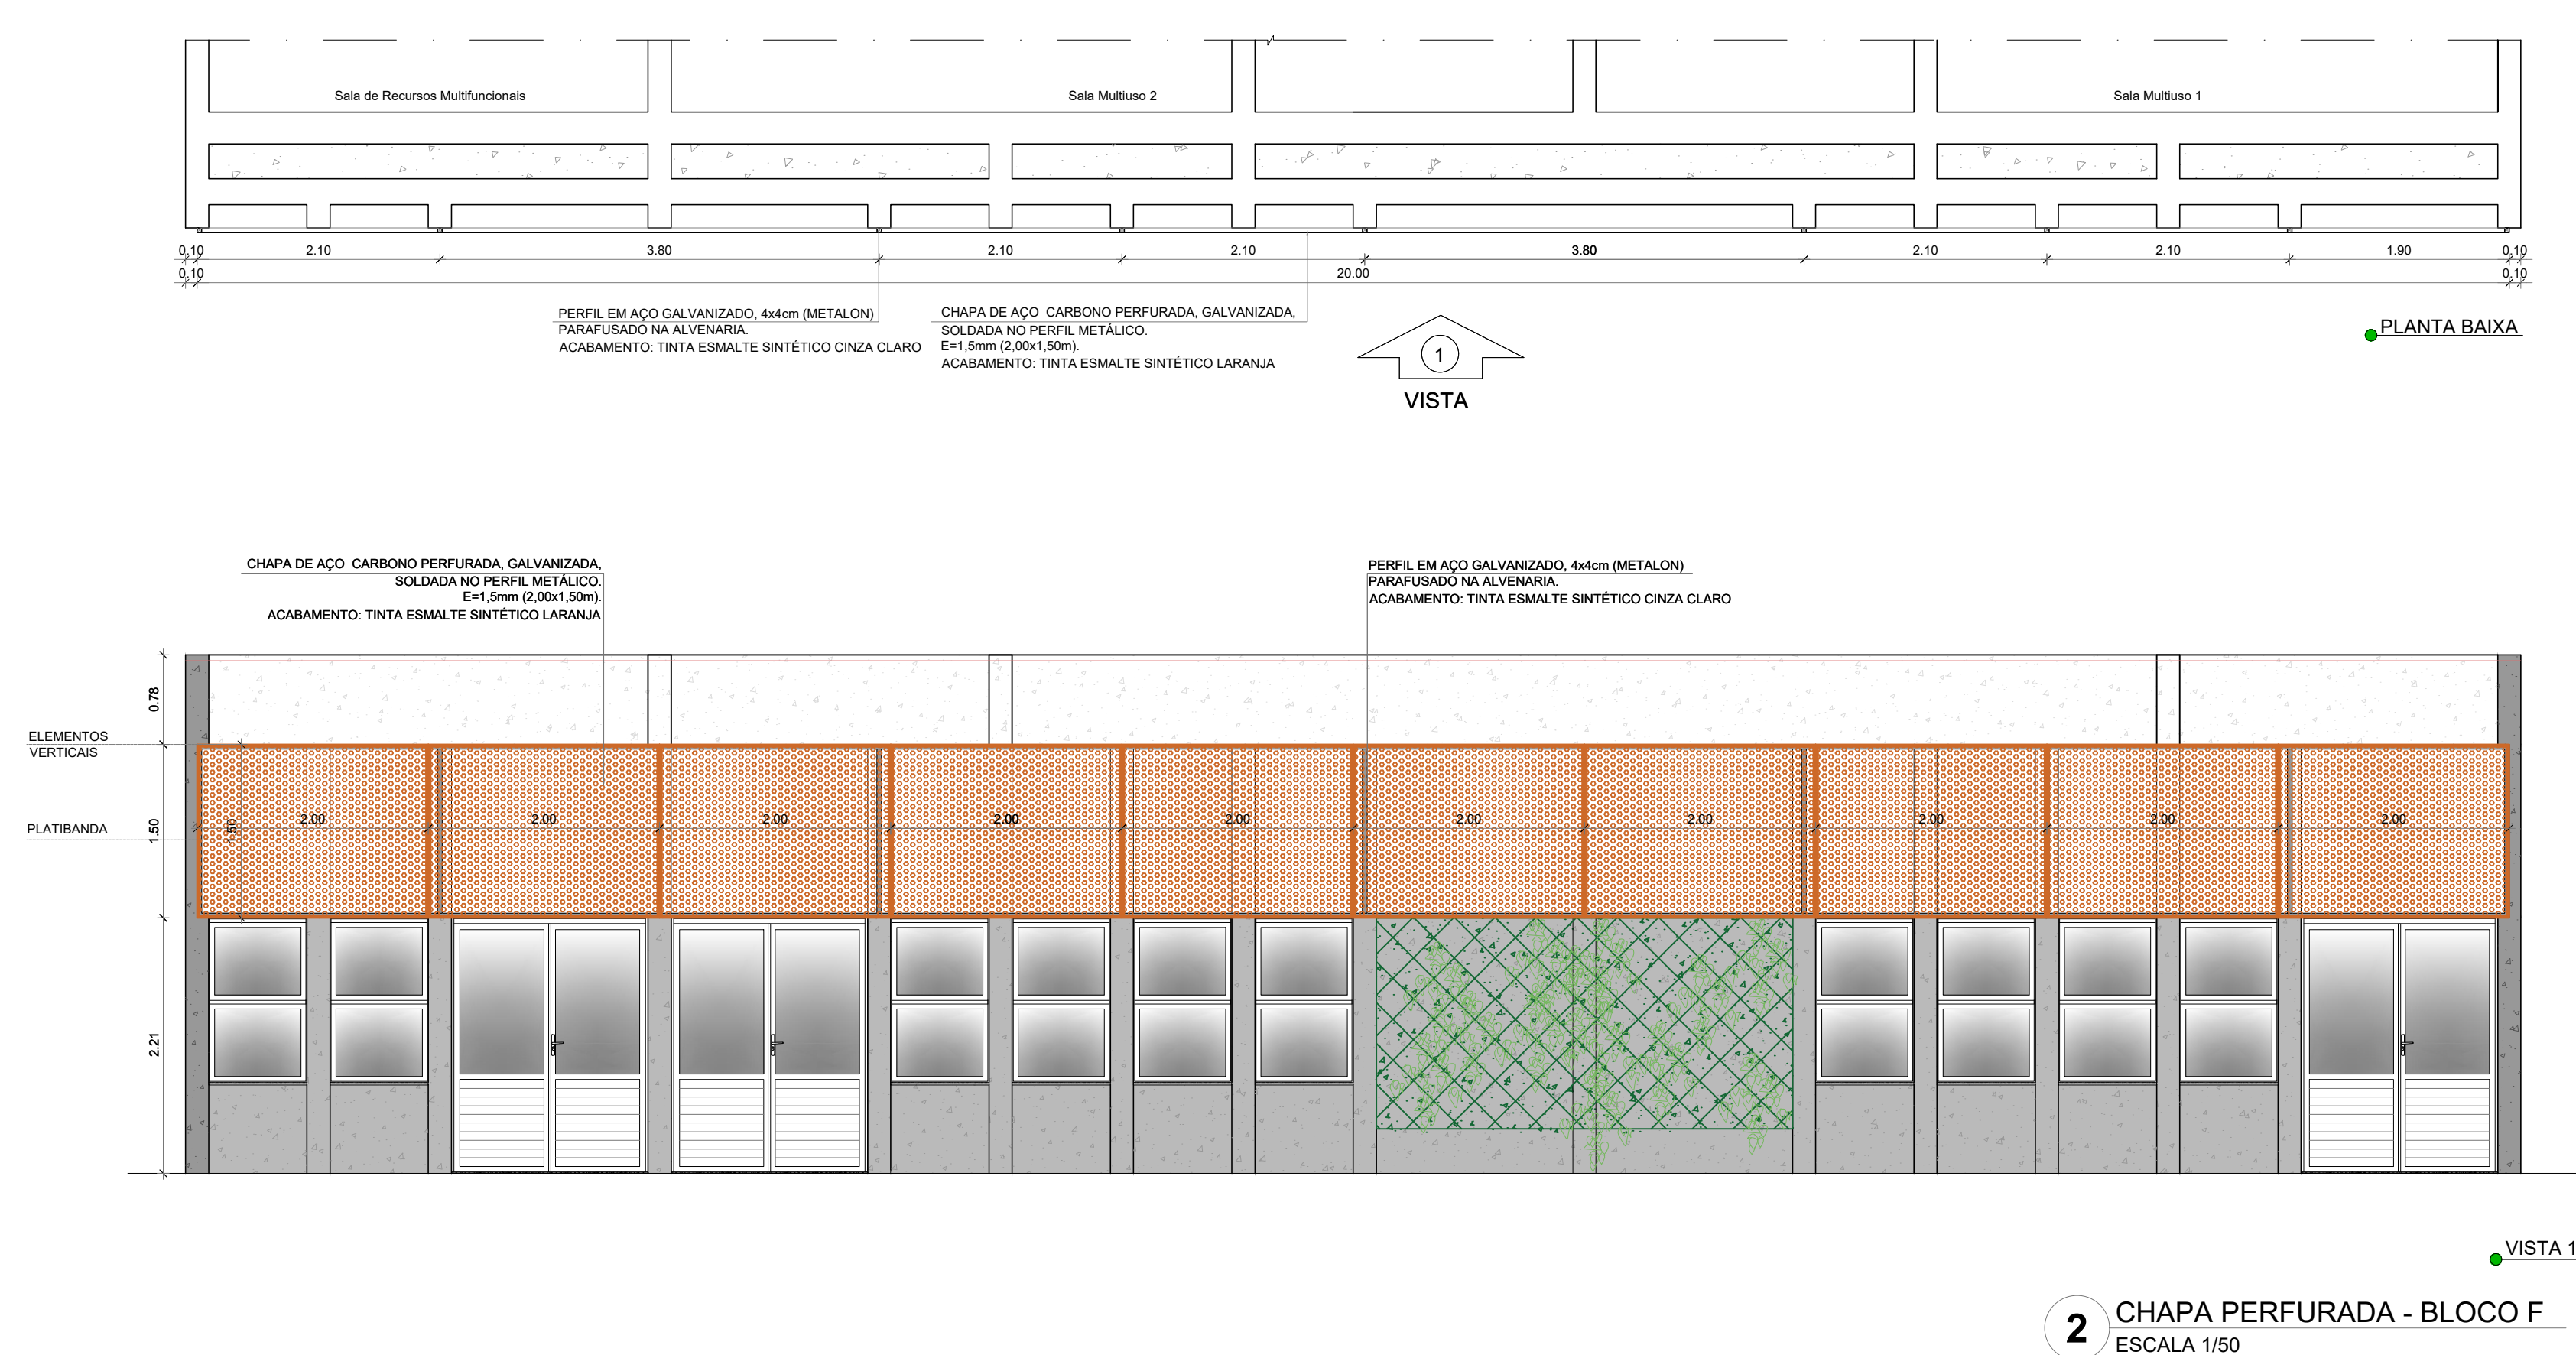 Sala de Recursos Multifuncionais
Sala Multiuso 2
Sala Multiuso 1
0.10
2.10
3.80
2.10
2.10
3.80
2.10
2.10
1.90
0.10
0.10
20.00
0.10
PERFIL EM AÇO GALVANIZADO, 4x4cm (METALON)
PARAFUSADO NA ALVENARIA.
ACABAMENTO: TINTA ESMALTE SINTÉTICO CINZA CLARO
CHAPA DE AÇO CARBONO PERFURADA, GALVANIZADA,
SOLDADA NO PERFIL METÁLICO.
E=1,5mm (2,00x1,50m).
ACABAMENTO: TINTA ESMALTE SINTÉTICO LARANJA
1
VISTA
PLANTA BAIXA
CHAPA DE AÇO CARBONO PERFURADA, GALVANIZADA,
SOLDADA NO PERFIL METÁLICO.
E=1,5mm (2,00x1,50m).
ACABAMENTO: TINTA ESMALTE SINTÉTICO LARANJA
PERFIL EM AÇO GALVANIZADO, 4x4cm (METALON)
PARAFUSADO NA ALVENARIA.
ACABAMENTO: TINTA ESMALTE SINTÉTICO CINZA CLARO
0.78
ELEMENTOS
VERTICAIS
PLATIBANDA
1.50
1.50
2.00
2.00
2.00
2.00
2.00
2.00
2.00
2.00
2.00
2.00
2.21
VISTA 1
2
CHAPA PERFURADA - BLOCO F
ESCALA 1/50